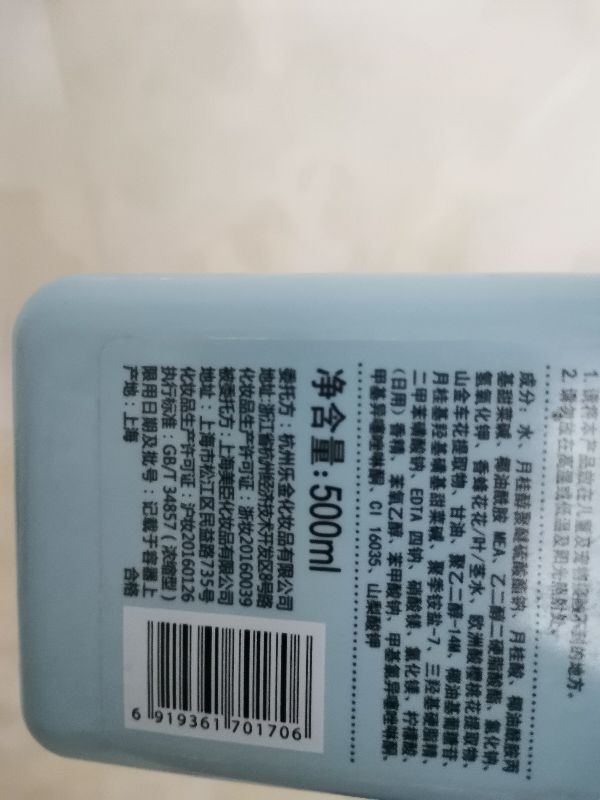 1. 请将本产品放在儿童及宠物接触不到的地方。
2. 请勿放在高温或低温及阳光热射处。
成分：水、月桂醇聚醚硫酸酯钠、月桂酸、椰油酰胺丙
基甜菜碱、椰油酰胺 MEA、乙二醇二硬脂酸酯、氯化钠、
氢氧化钾、香蜂花花/叶/茎水、欧洲酸樱桃花提取物、
山金车花提取物、甘油、聚乙二醇-14M、椰油基葡糖苷、
月桂基羟基磺基甜菜碱、聚季铵盐-7、三羟基硬脂精、
二甲苯磺酸钠、EDTA 四钠、硝酸镁、氯化镁、柠檬酸、
(日用) 香精、苯氧乙醇、苯甲酸钠、甲基氯异噻唑啉酮、
甲基异噻唑啉酮、CI 16035、山梨酸钾
净含量:500ml
委托方：杭州乐金化妆品有限公司
地址:浙江省杭州经济技术开发区8号路
化妆品生产许可证：浙妆20160039
被委托方：上海美臣化妆品有限公司
地址：上海市松江区民益路735号
化妆品生产许可证：沪妆20160126
执行标准：GB/T 34857 (浓缩型)
限用日期及批号：记载于容器上
产地：上海 合格
6 919361 701706